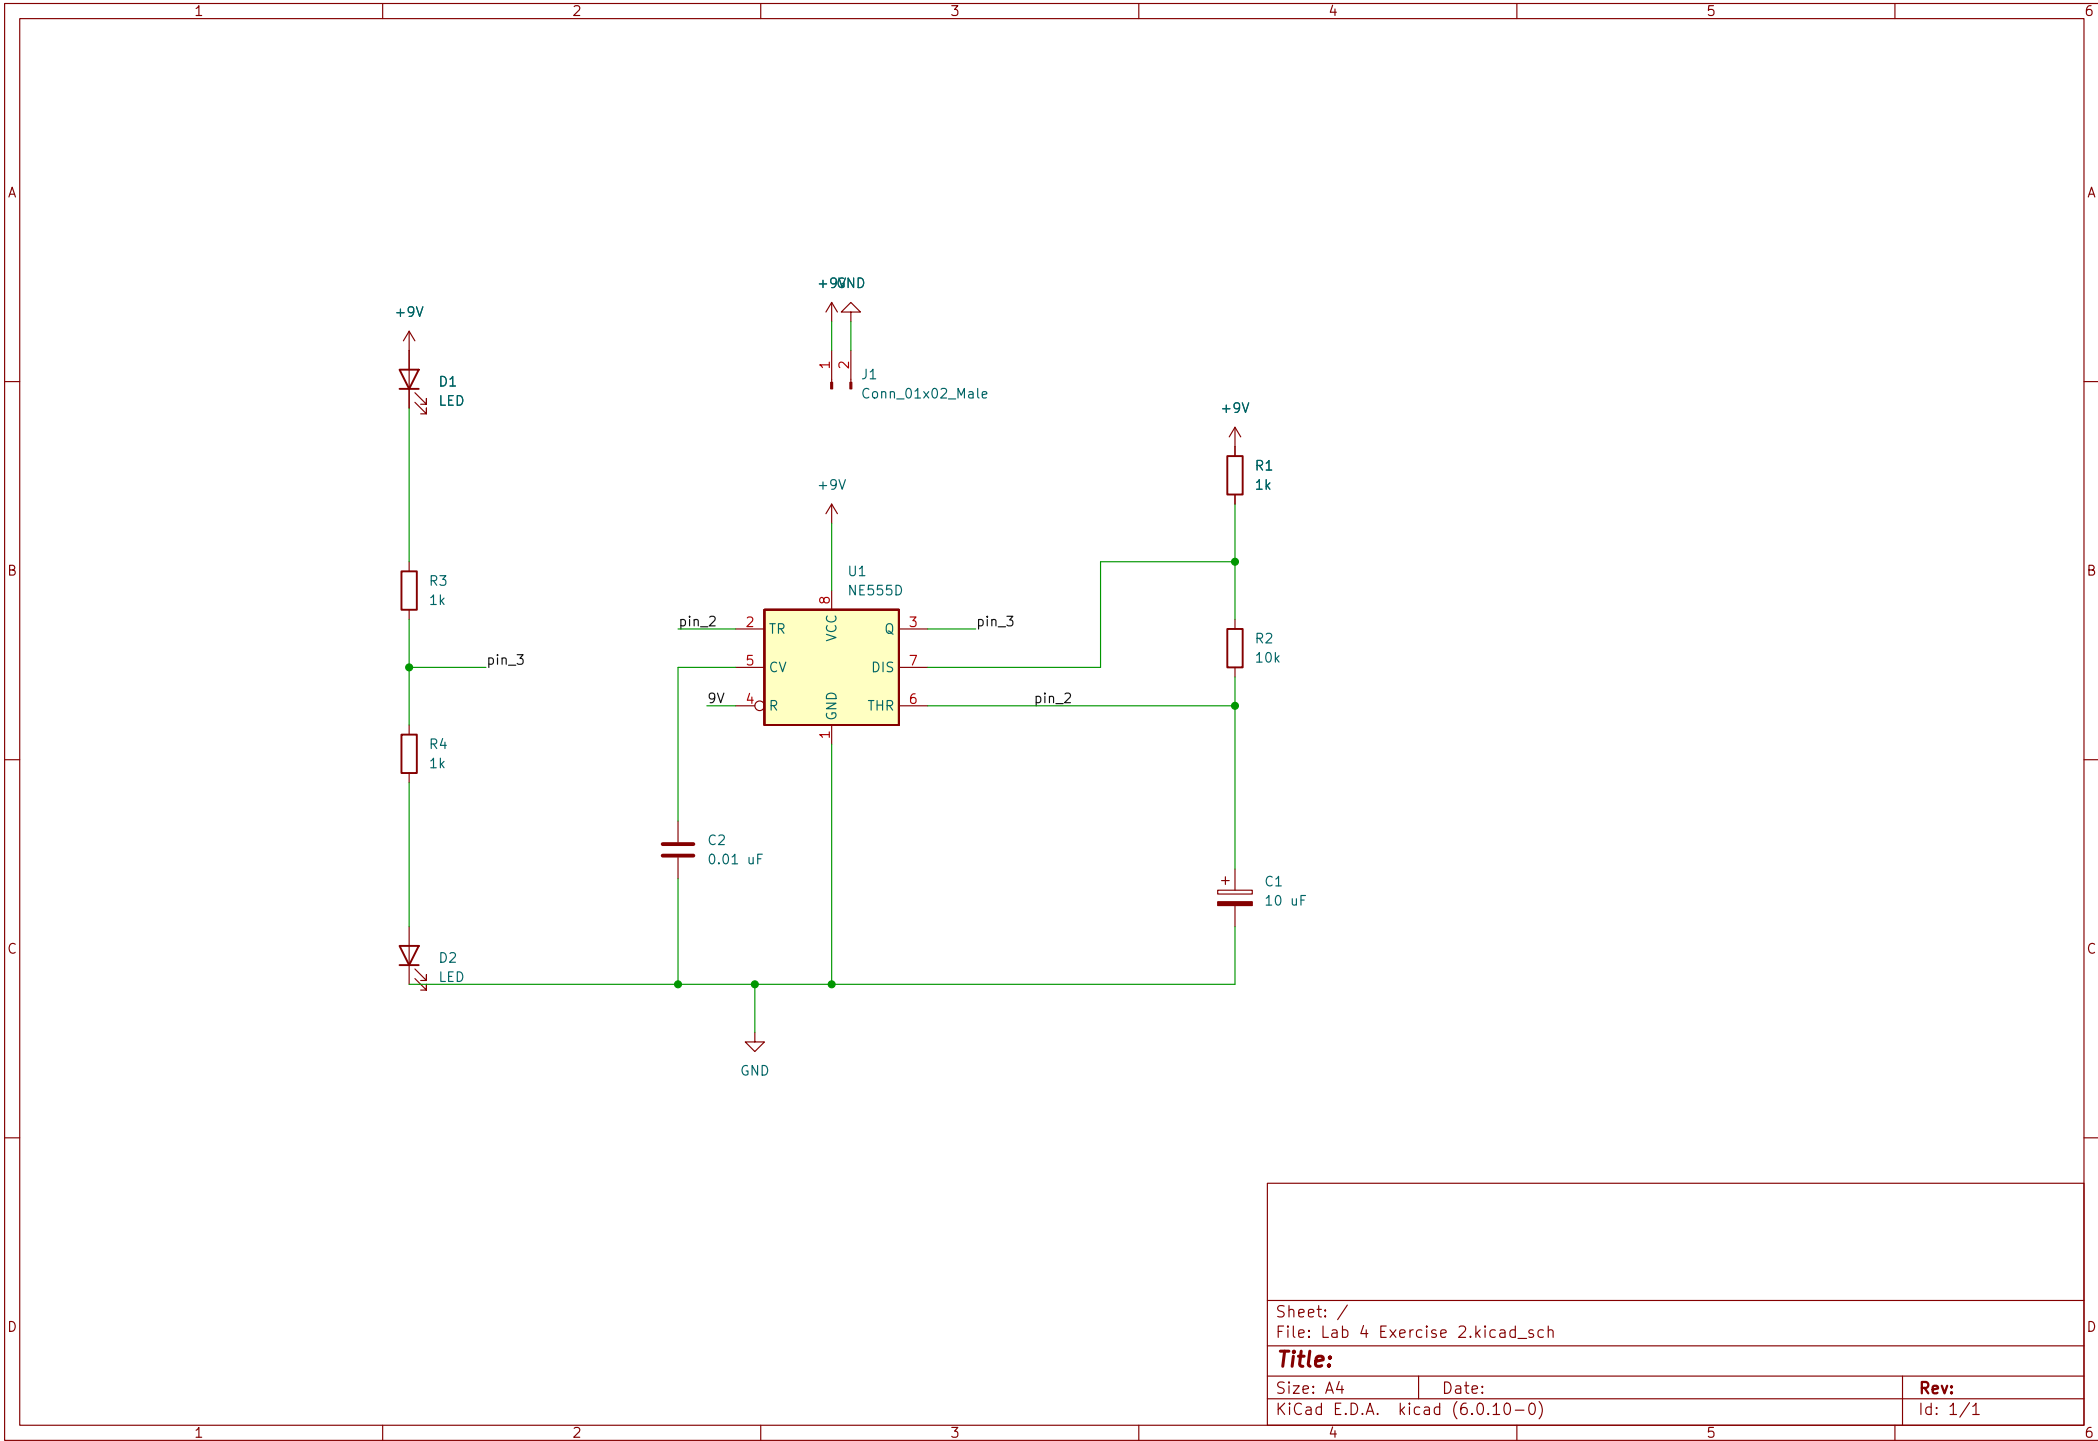 1 2 3 4 5 6
A A
+9V GND
+9V
1 2
J1
Conn_01x02_Male
D1
LED
+9V
R1
1k
+9V
B B
U1
NE555D
R3
1k
8
pin_2 2 TR VCC Q 3 pin_3
R2
10k
pin_3
5 CV DIS 7
9V 4 R GND THR 6 pin_2
1
R4
1k
C2
0.01 uF
C1
10 uF
C C
D2
LED
GND
Sheet: /
D D
File: Lab 4 Exercise 2.kicad_sch
Title:
Size: A4 Date: Rev:
KiCad E.D.A. kicad (6.0.10-0) Id: 1/1
1 2 3 4 5 6